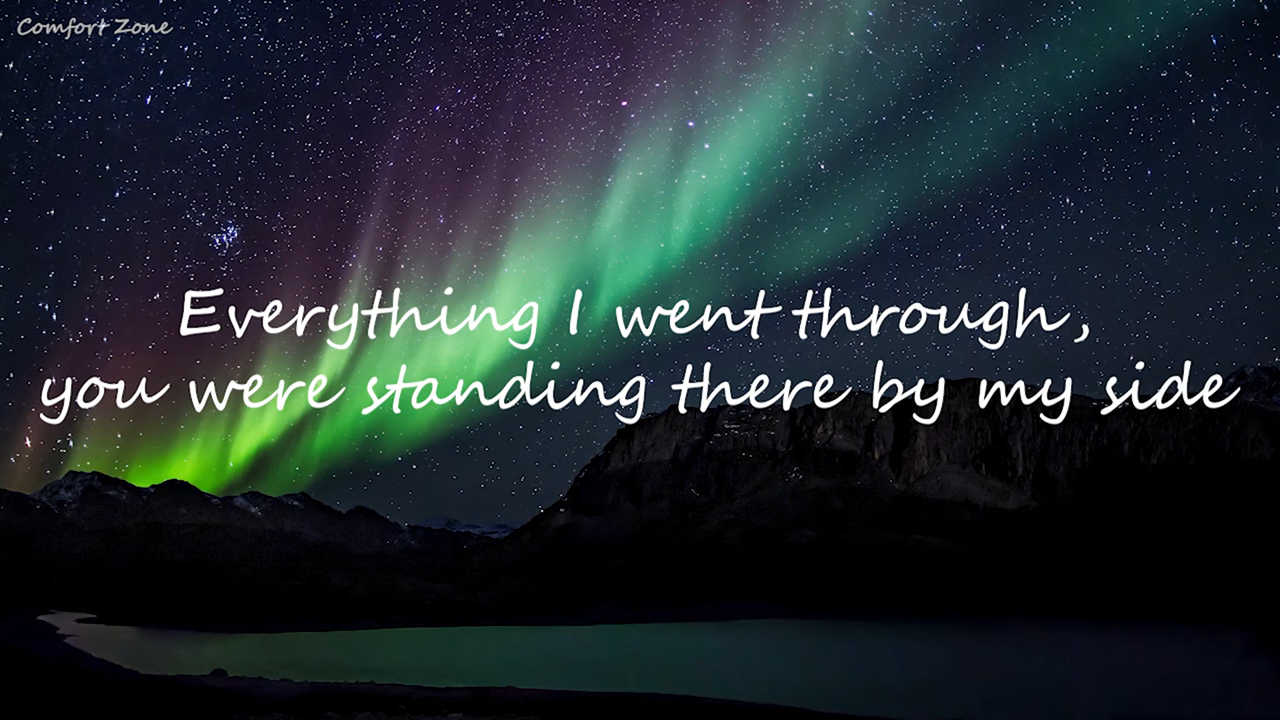 Comfort Zone
Everything I went through,
you were standing there by my side